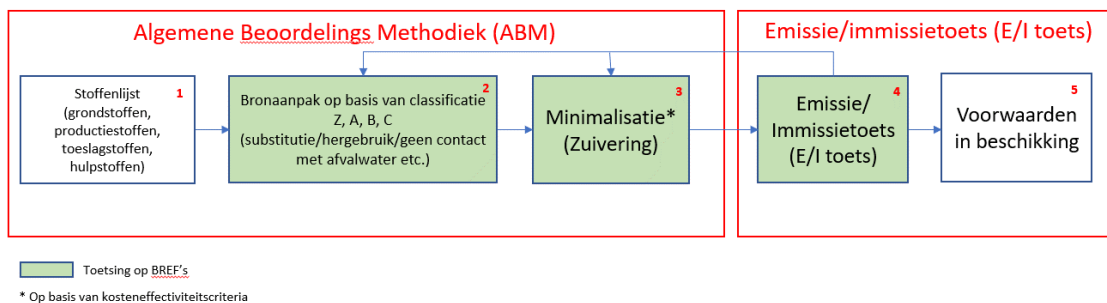 Algemene Beoordelings Methodiek (ABM)
Emissie/immissietoets (E/I toets)
1
Stoffenlijst
(grondstoffen,
productiestoffen,
toeslagstoffen,
hulpstoffen)
2
Bronaanpak op basis van classificatie
Z, A, B, C
(substitutie/hergebruik/geen contact
met afvalwater etc.)
3
Minimalisatie*
(Zuivering)
4
Emissie/
Immissietoets
(E/I toets)
5
Voorwaarden
in beschikking
Toetsing op BREF's
* Op basis van kosteneffectiviteitscriteria